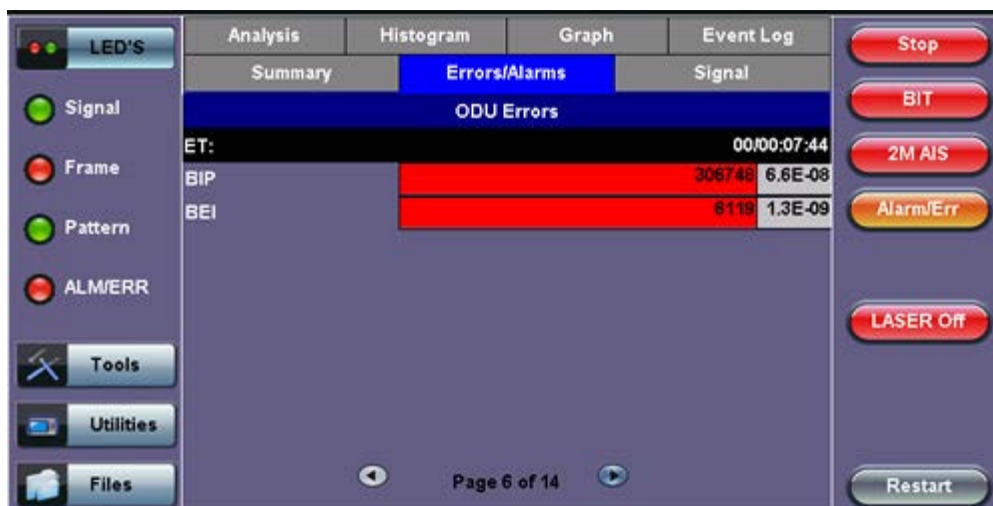 LED'S
Analysis Histogram Graph Event Log
Summary Errors/Alarms Signal
ODU Errors
ET: 00/00:07:44
BIP 306748 6.6E-08
BEI 6119 1.3E-09
Signal
Frame
Pattern
ALM/ERR
Tools
Utilities
Files
Page 6 of 14
Stop
BIT
2M AIS
Alarm/Err
LASER Off
Restart